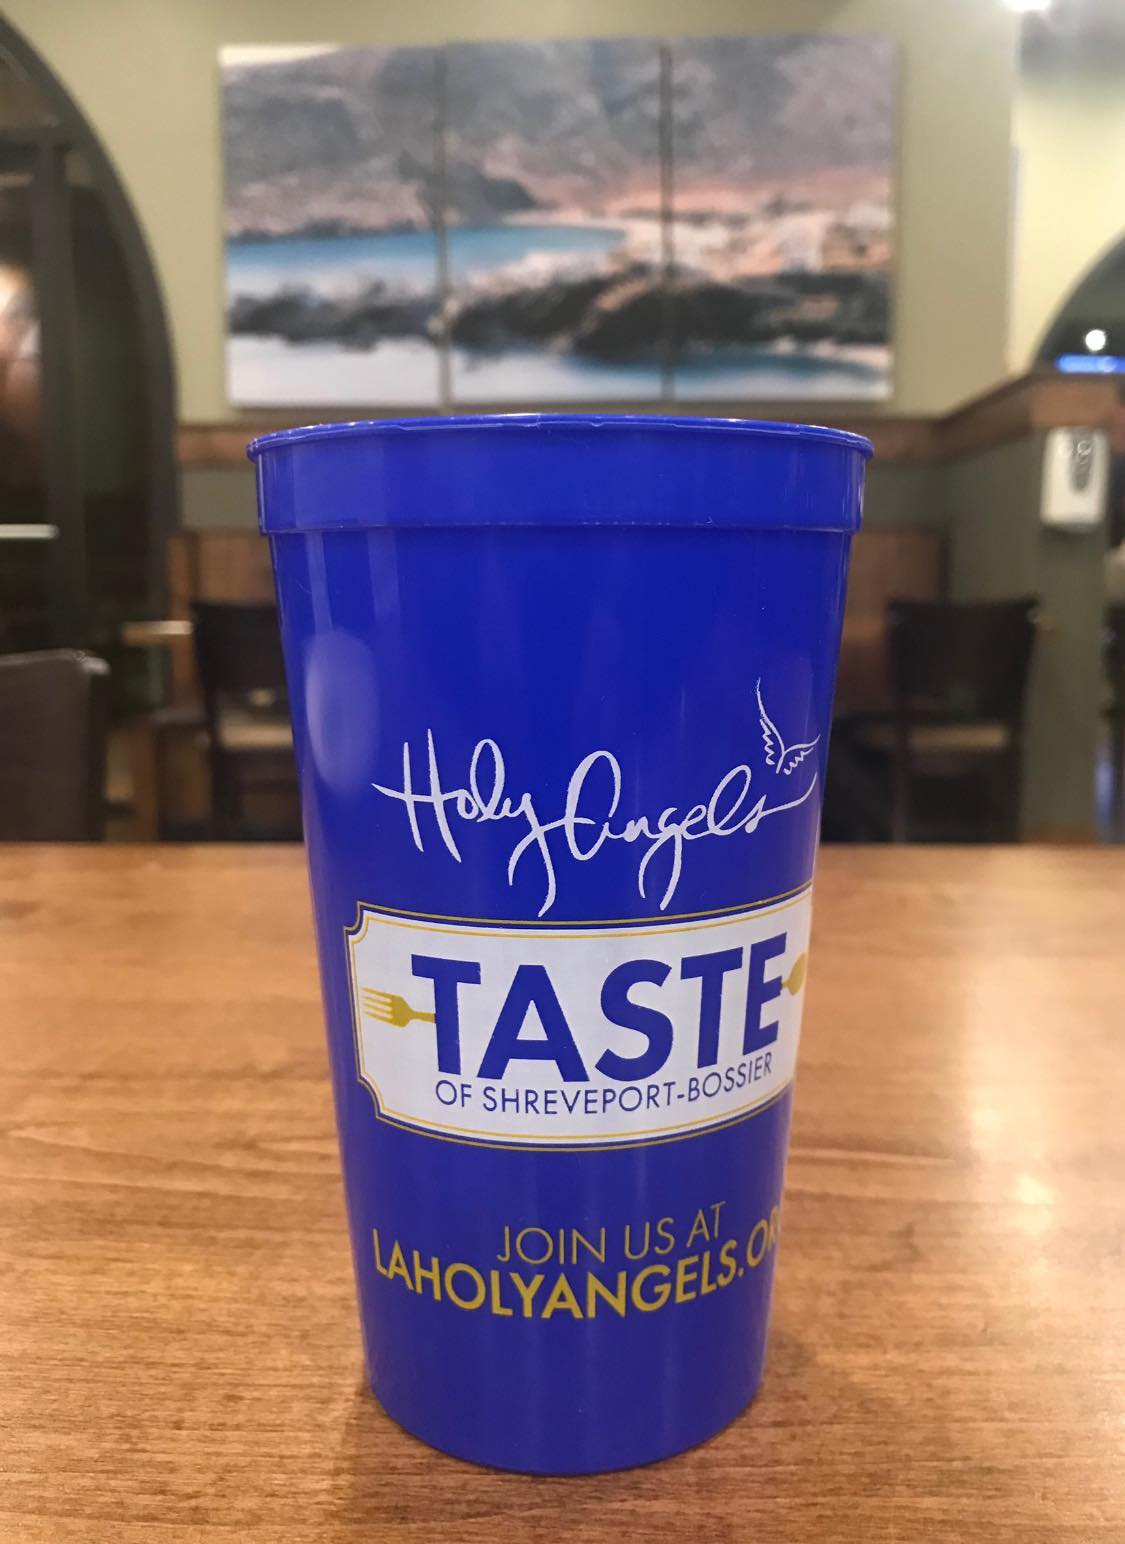 Holy Angels
TASTE
OF SHREVEPORT-BOSSIER
JOIN US AT
LAHOLYANGELS.OR